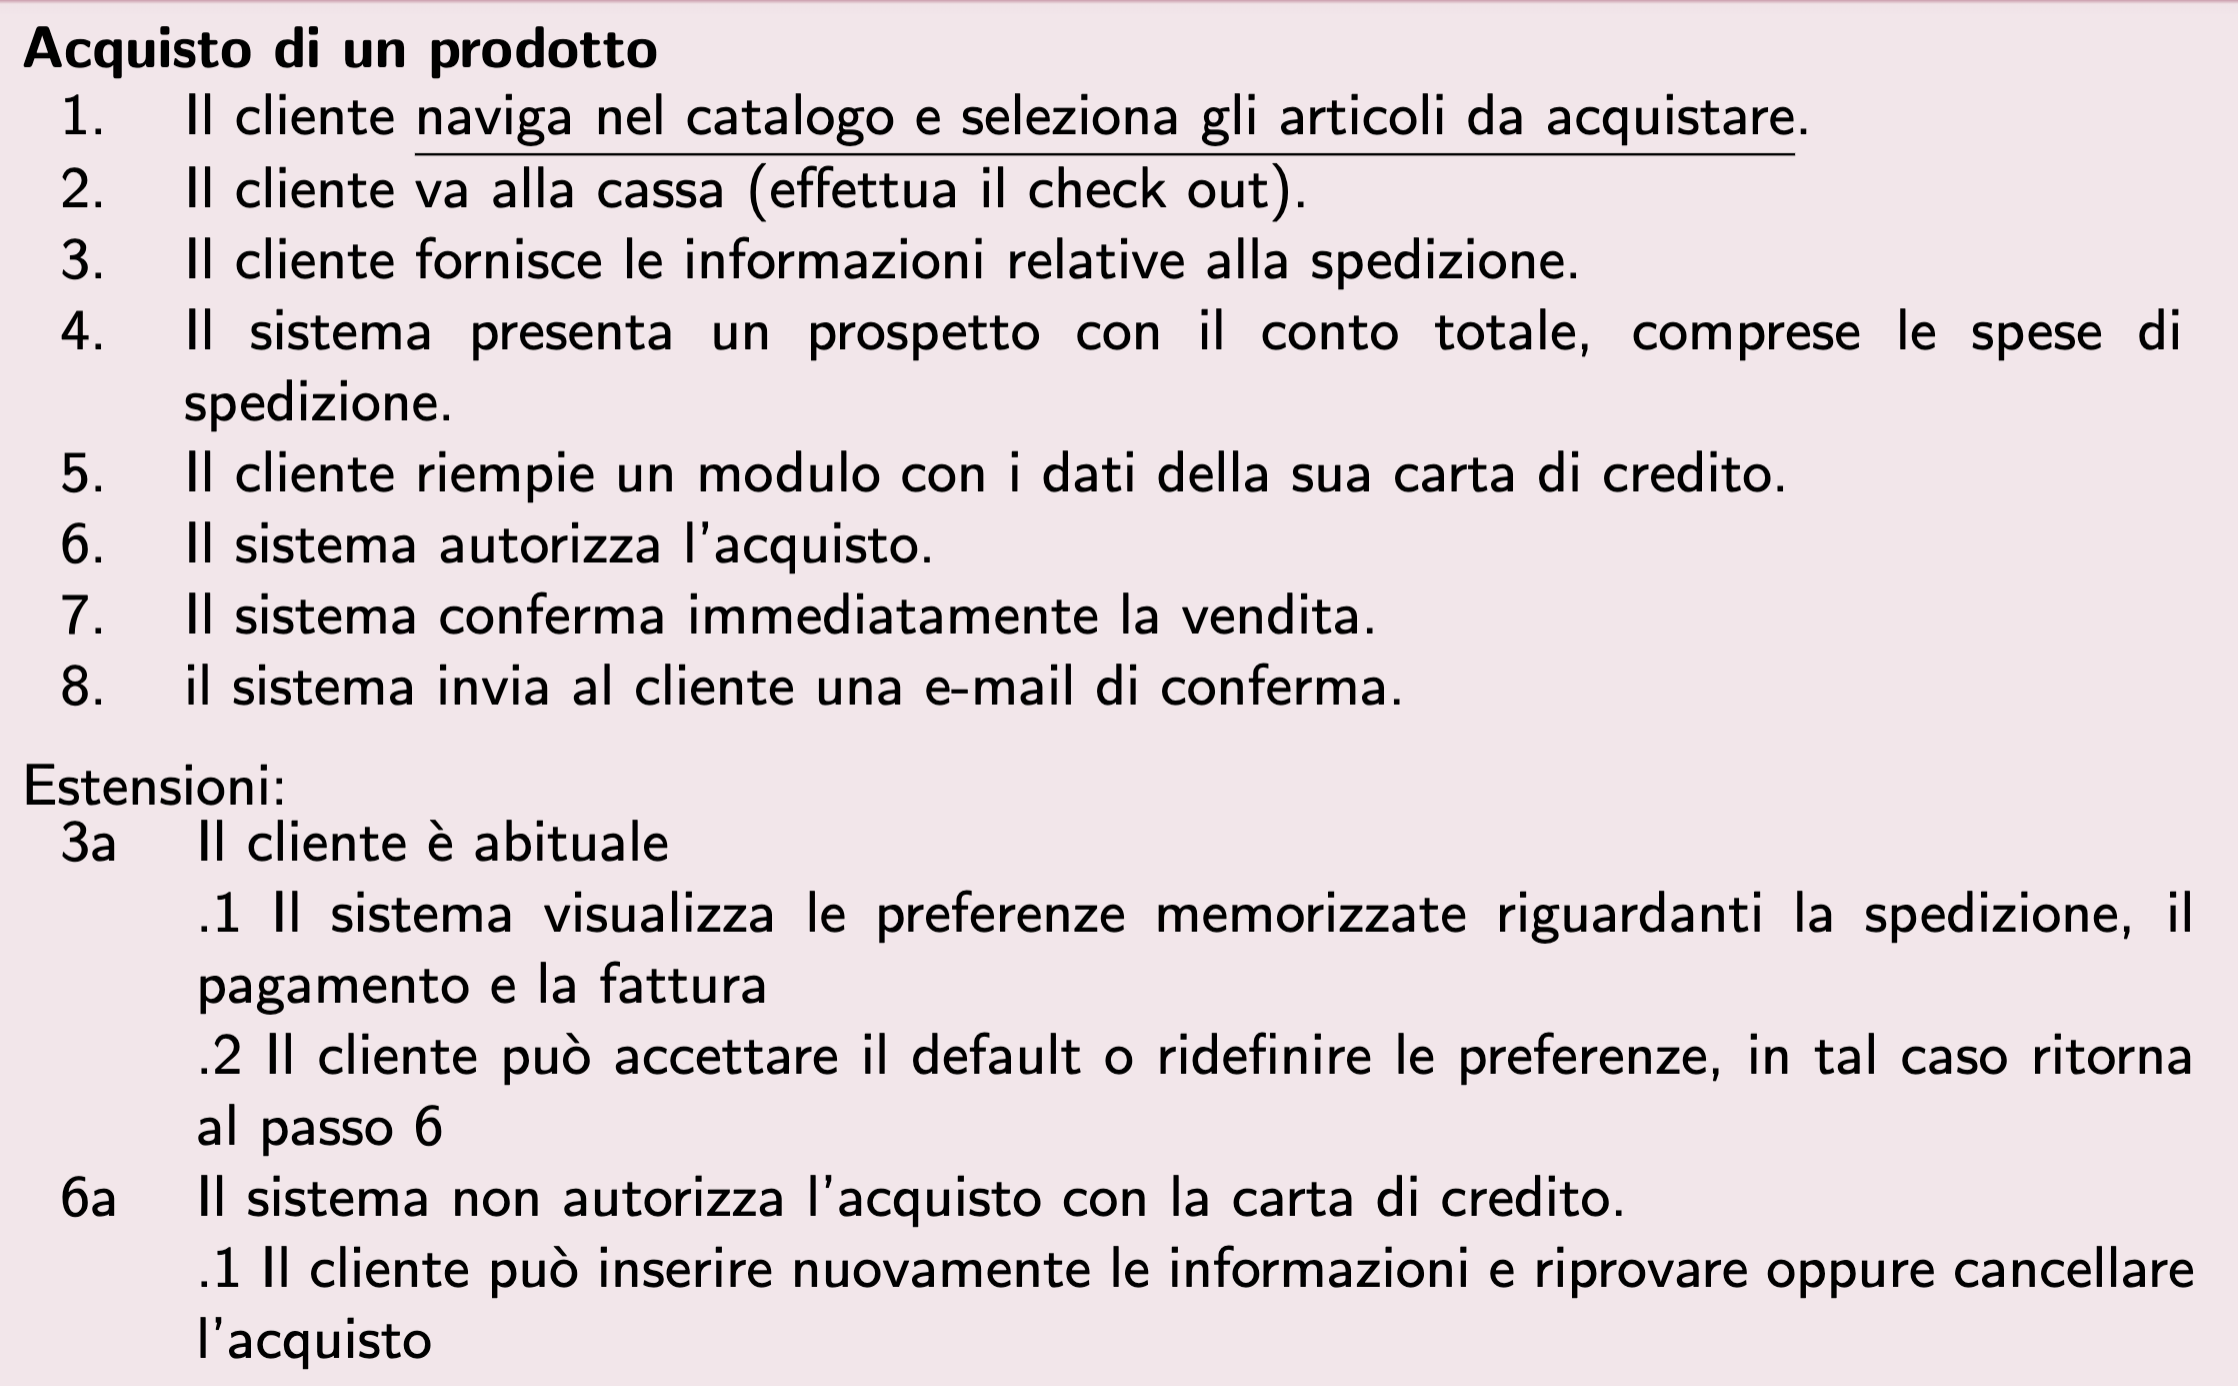 Acquisto di un prodotto
1. Il cliente naviga nel catalogo e seleziona gli articoli da acquistare.
2. Il cliente va alla cassa (effettua il check out).
3. Il cliente fornisce le informazioni relative alla spedizione.
4. Il sistema presenta un prospetto con il conto totale, comprese le spese di
spedizione.
5. Il cliente riempie un modulo con i dati della sua carta di credito.
6. Il sistema autorizza l'acquisto.
7. Il sistema conferma immediatamente la vendita.
8. il sistema invia al cliente una e-mail di conferma.
Estensioni:
3a Il cliente è abituale
.1 Il sistema visualizza le preferenze memorizzate riguardanti la spedizione, il
pagamento e la fattura
.2 Il cliente può accettare il default o ridefinire le preferenze, in tal caso ritorna
al passo 6
6a Il sistema non autorizza l'acquisto con la carta di credito.
.1 Il cliente può inserire nuovamente le informazioni e riprovare oppure cancellare
l'acquisto